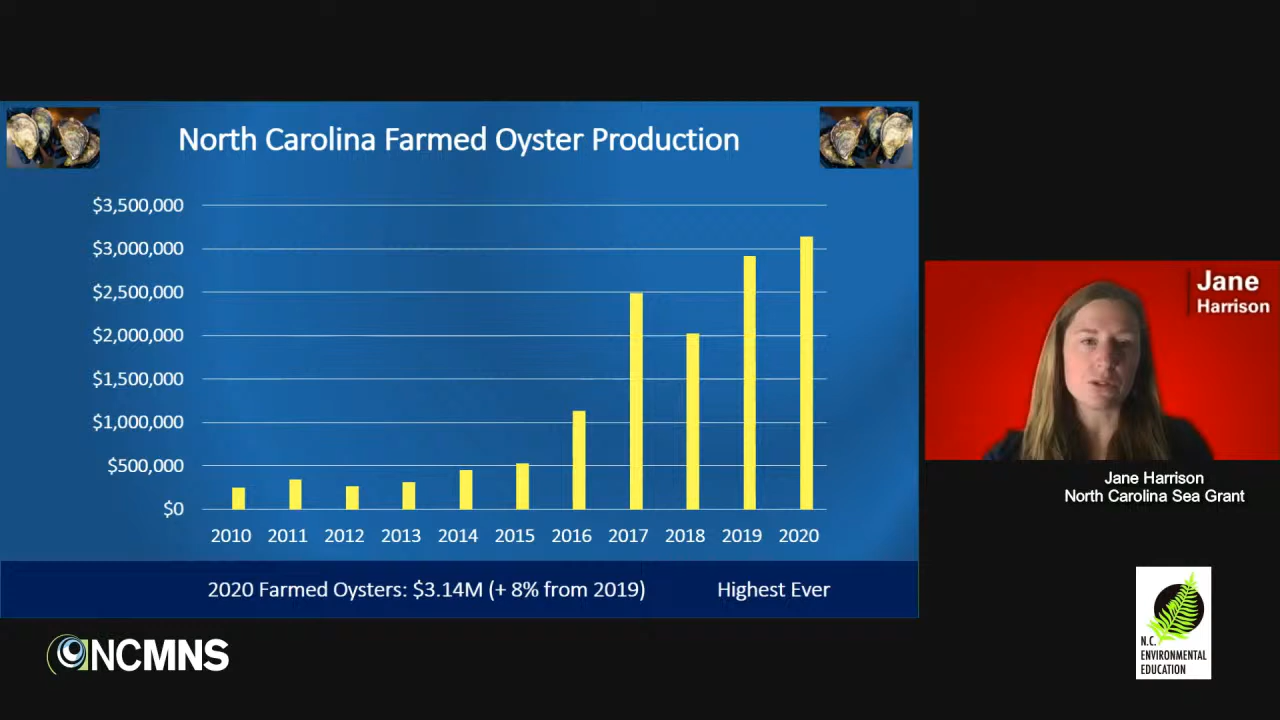 North Carolina Farmed Oyster Production
$3,500,000
$3,000,000
$2,500,000
$2,000,000
$1,500,000
$1,000,000
$500,000
$0
2010 2011 2012 2013 2014 2015 2016 2017 2018 2019 2020
2020 Farmed Oysters: $3.14M (+ 8% from 2019) Highest Ever
Jane
Harrison
Jane Harrison
North Carolina Sea Grant
NCMNS
N.C.
ENVIRONMENTAL
EDUCATION